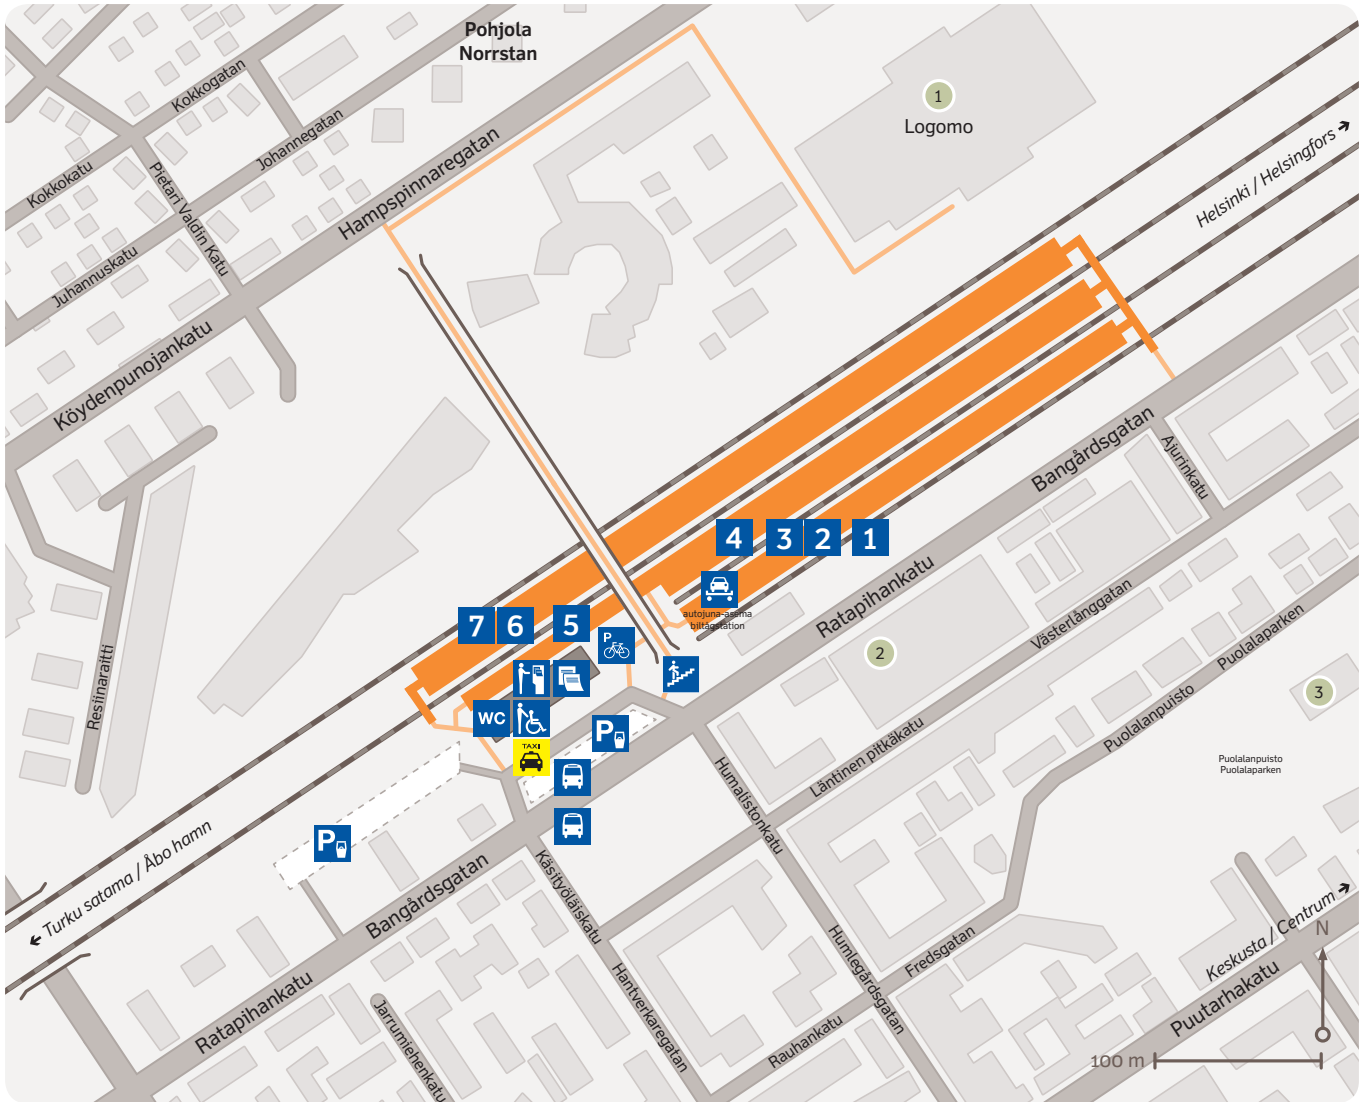 Pohjola
Norrstan
Kokkogatan
1
Logomo
Johannegatan
Hampspinnaregatan
Helsinki / Helsingfors
Kokkokatu
Pietari Valdin Katu
Juhannuskatu
Köydenpunojankatu
Bangårdsgatan
Ajurinkatu
4
3
2
1
autojuna-asema
biltågstation
Ratapihankatu
Västerlånggatan
Puolalaparken
7
6
5
P
2
3
Resiinaraitti
WC
P
TAXI
Läntinen pitkäkatu
Puolalanpuisto
Puolalanpuisto
Puolalaparken
Humalistonkatu
P
Turku satama / Åbo hamn
Bangårdsgatan
Käsityöläiskatu
Keskusta / Centrum
N
Humlegårdsgatan
Fredsgatan
Hantverkaregatan
Ratapihankatu
Jarrumiehenkatu
Rauhankatu
Puutarhakatu
100 m